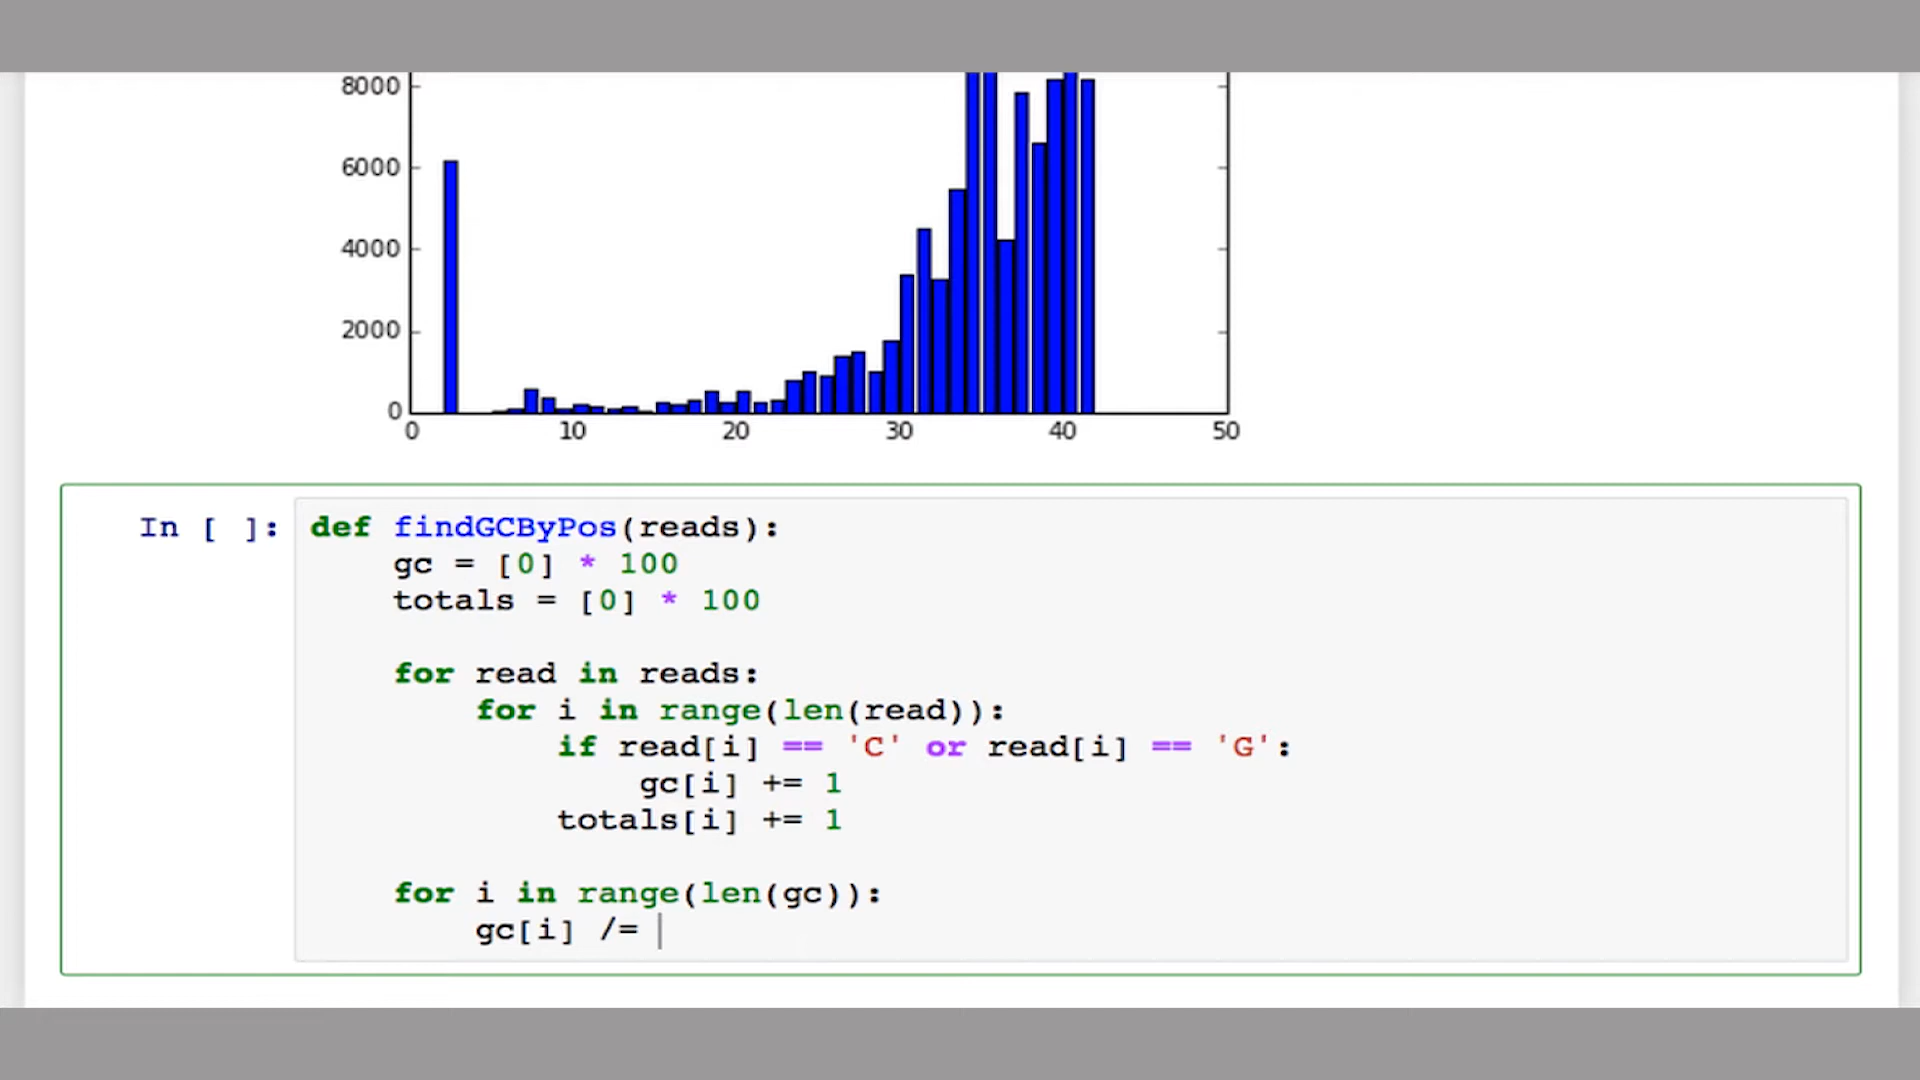 8000
6000
4000
2000
0
0 10 20 30 40 50
In [ ]: def findGCByPos(reads):
    gc = [0] * 100
    totals = [0] * 100
    for read in reads:
        for i in range(len(read)):
            if read[i] == 'C' or read[i] == 'G':
                gc[i] += 1
            totals[i] += 1
    for i in range(len(gc)):
        gc[i] /=